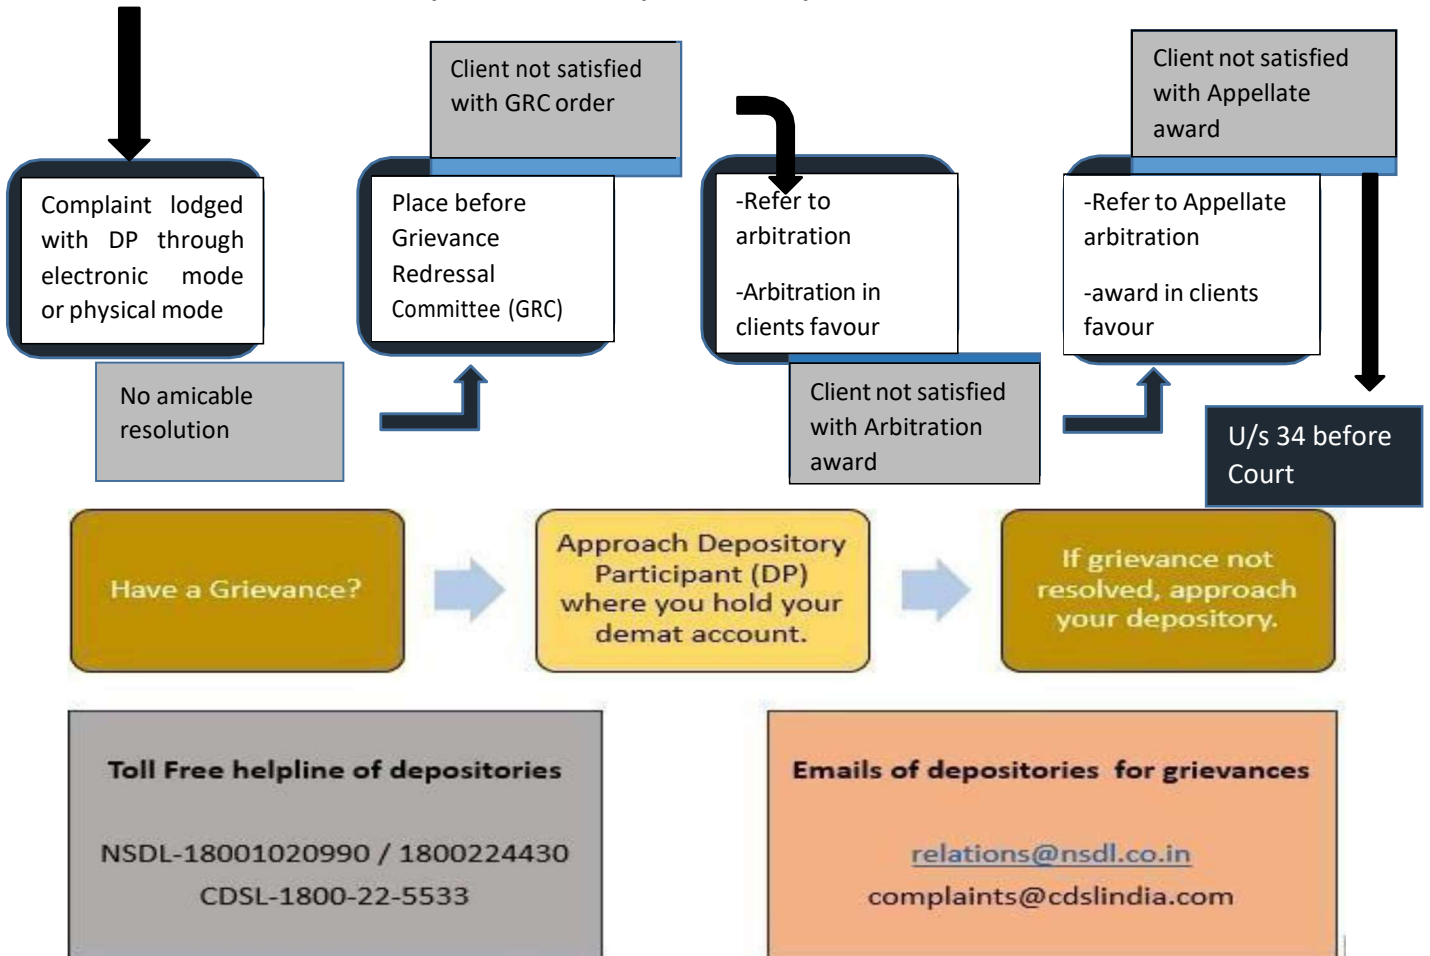 Client not satisfied
with GRC order
Client not satisfied
with Appellate
award
Complaint lodged
with DP through
electronic mode
or physical mode
Place before
Grievance
Redressal
Committee (GRC)
-Refer to
arbitration
-Arbitration in
clients favour
-Refer to Appellate
arbitration
-award in clients
favour
No amicable
resolution
Client not satisfied
with Arbitration
award
U/s 34 before
Court
Have a Grievance?
Approach Depository
Participant (DP)
where you hold your
demat account.
If grievance not
resolved, approach
your depository.
Toll Free helpline of depositories
NSDL-18001020990 / 1800224430
CDSL-1800-22-5533
Emails of depositories for grievances
relations@nsdl.co.in
complaints@cdslindia.com